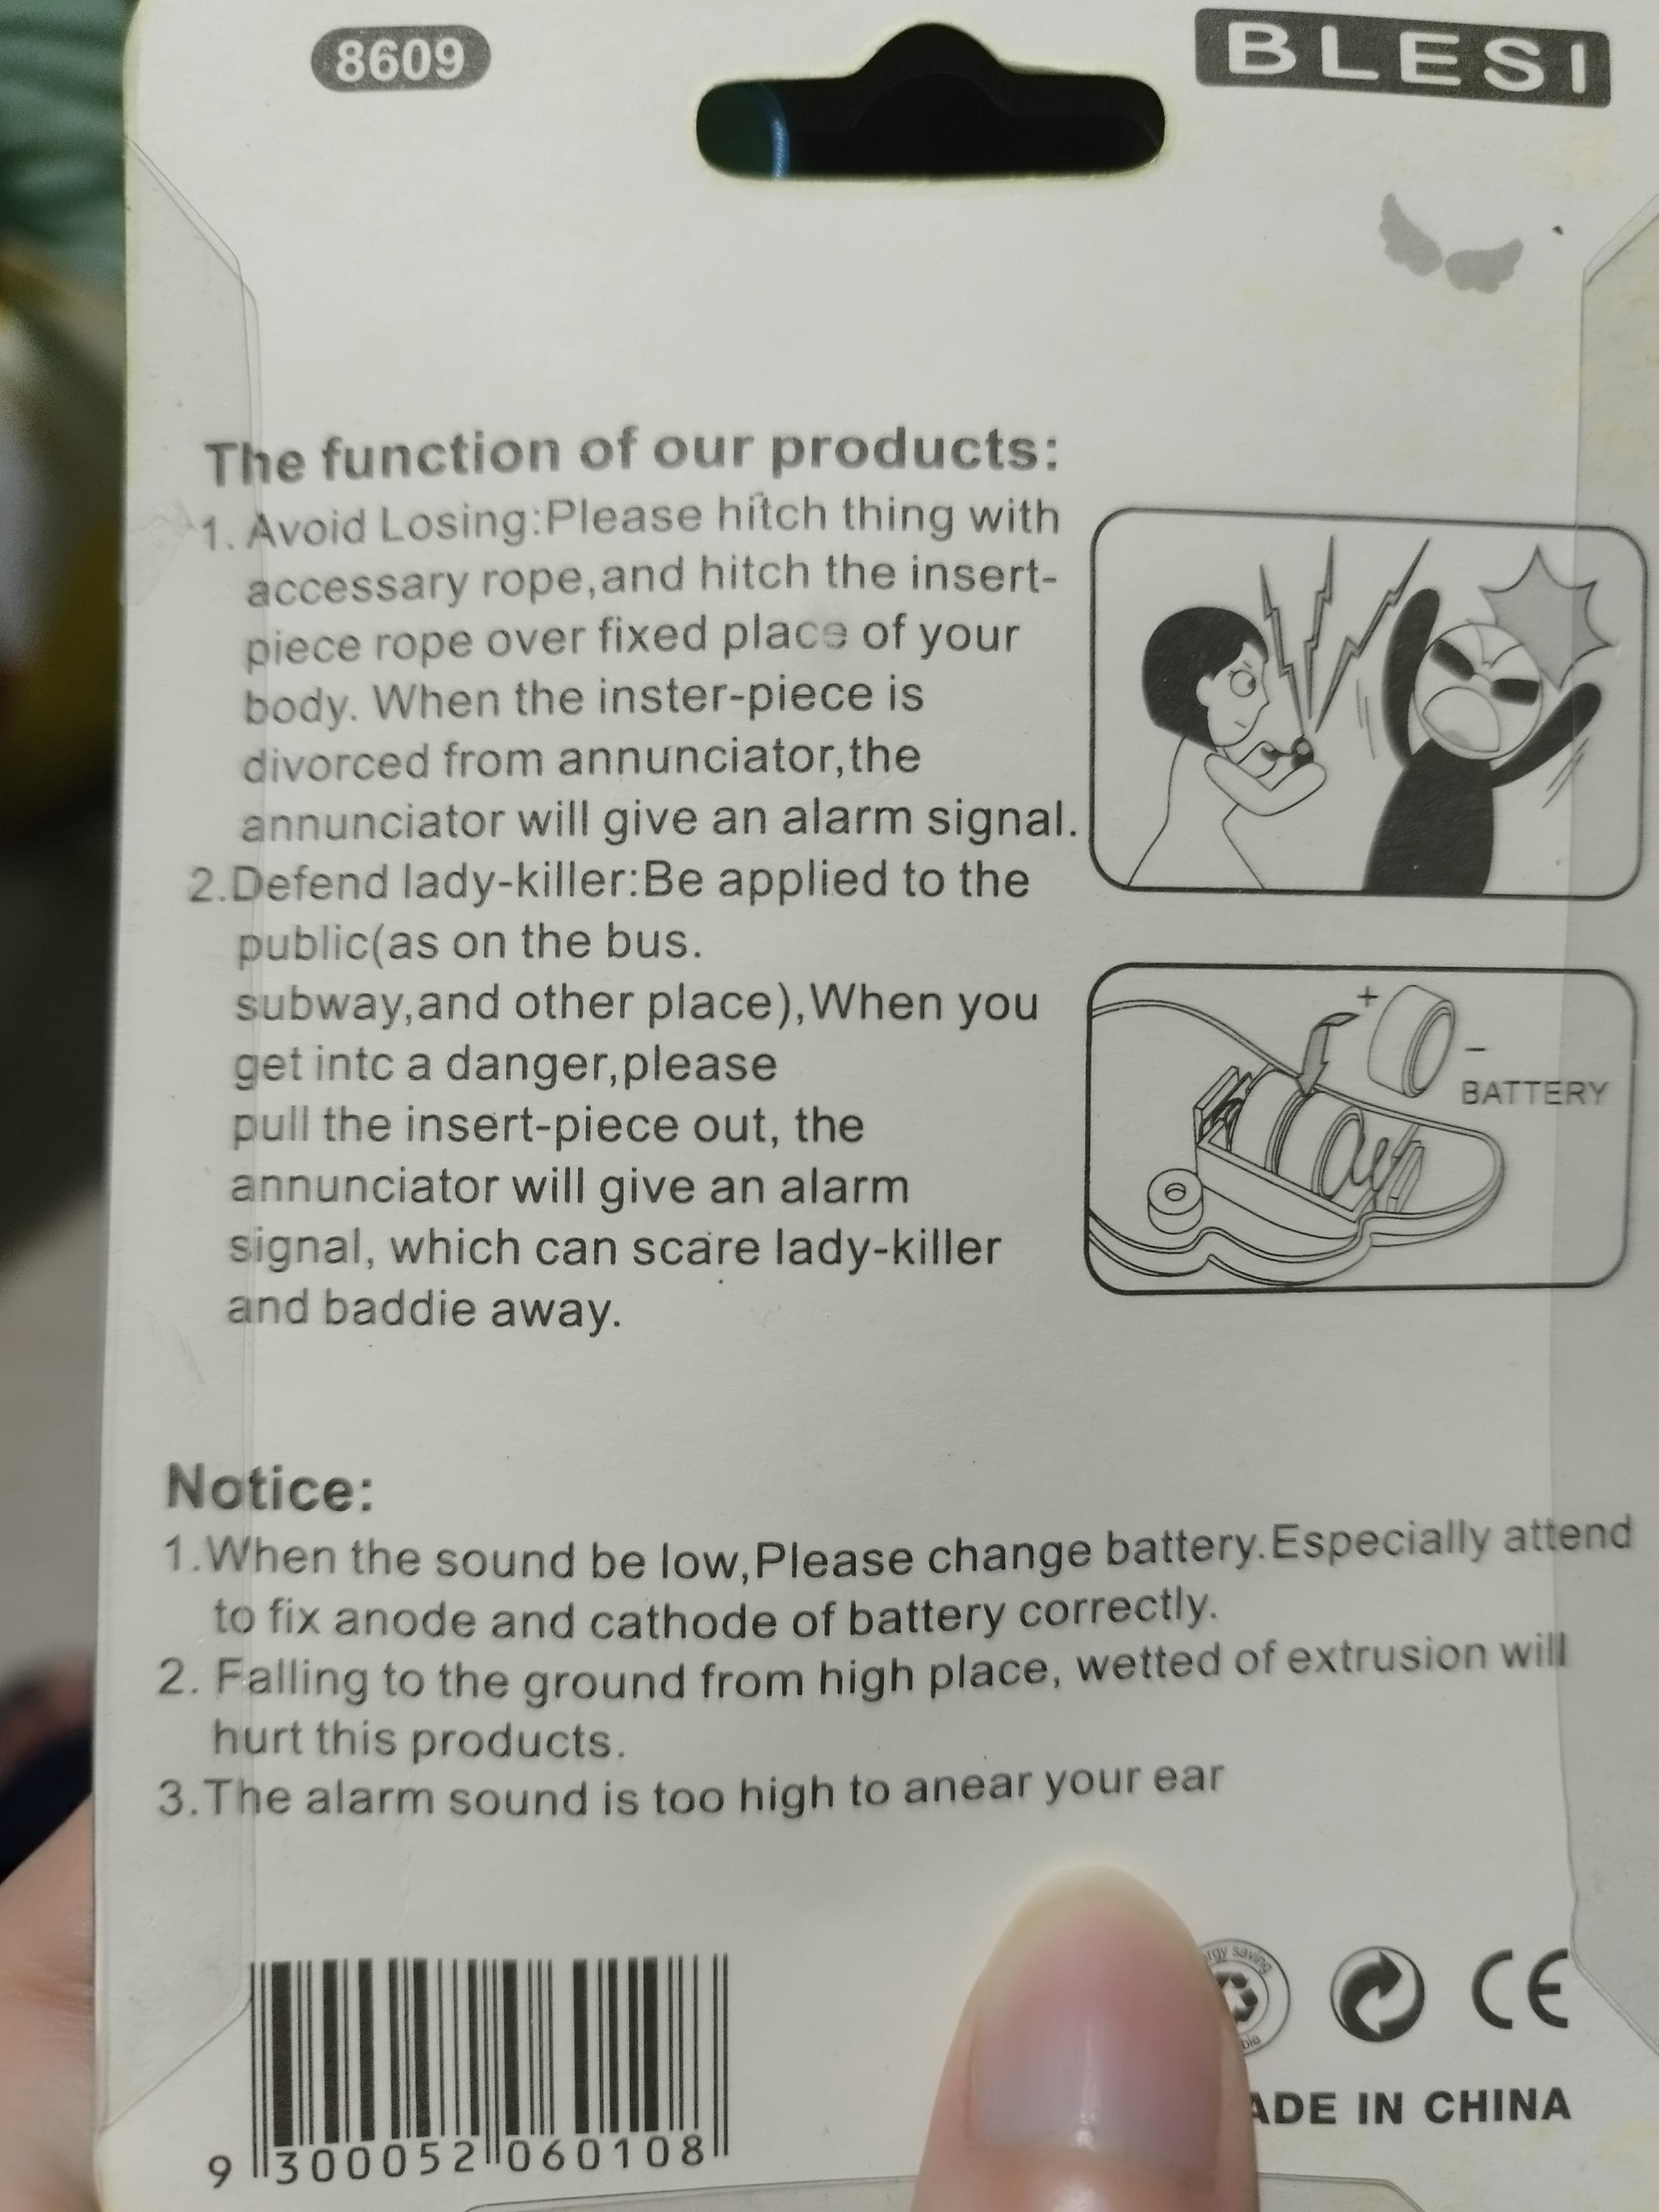 8609
BLESI
The function of our products:
1. Avoid Losing:Please hitch thing with
accessary rope,and hitch the insert-
piece rope over fixed place of your
body. When the inster-piece is
divorced from annunciator,the
annunciator will give an alarm signal.
2.Defend lady-killer:Be applied to the
public(as on the bus.
subway,and other place),When you
get intc a danger,please
pull the insert-piece out, the
annunciator will give an alarm
signal, which can scare lady-killer
and baddie away.
+
-
BATTERY
Notice:
1.When the sound be low,Please change battery.Especially attend
to fix anode and cathode of battery correctly.
2. Falling to the ground from high place, wetted of extrusion will
hurt this products.
3.The alarm sound is too high to anear your ear
saving
CE
ADE IN CHINA
9 300052 060108